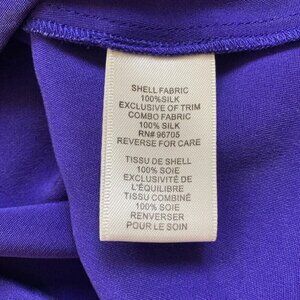 SHELL FABRIC
100%SILK
EXCLUSIVE OF TRIM
COMBO FABRIC
100% SILK
RN# 96705
REVERSE FOR CARE
TISSU DE SHELL
100% SOIE
EXCLUSIVITÉ DE
L'ÉQUILIBRE
TISSU COMBINÉ
100% SOIE
RENVERSER
POUR LE SOIN